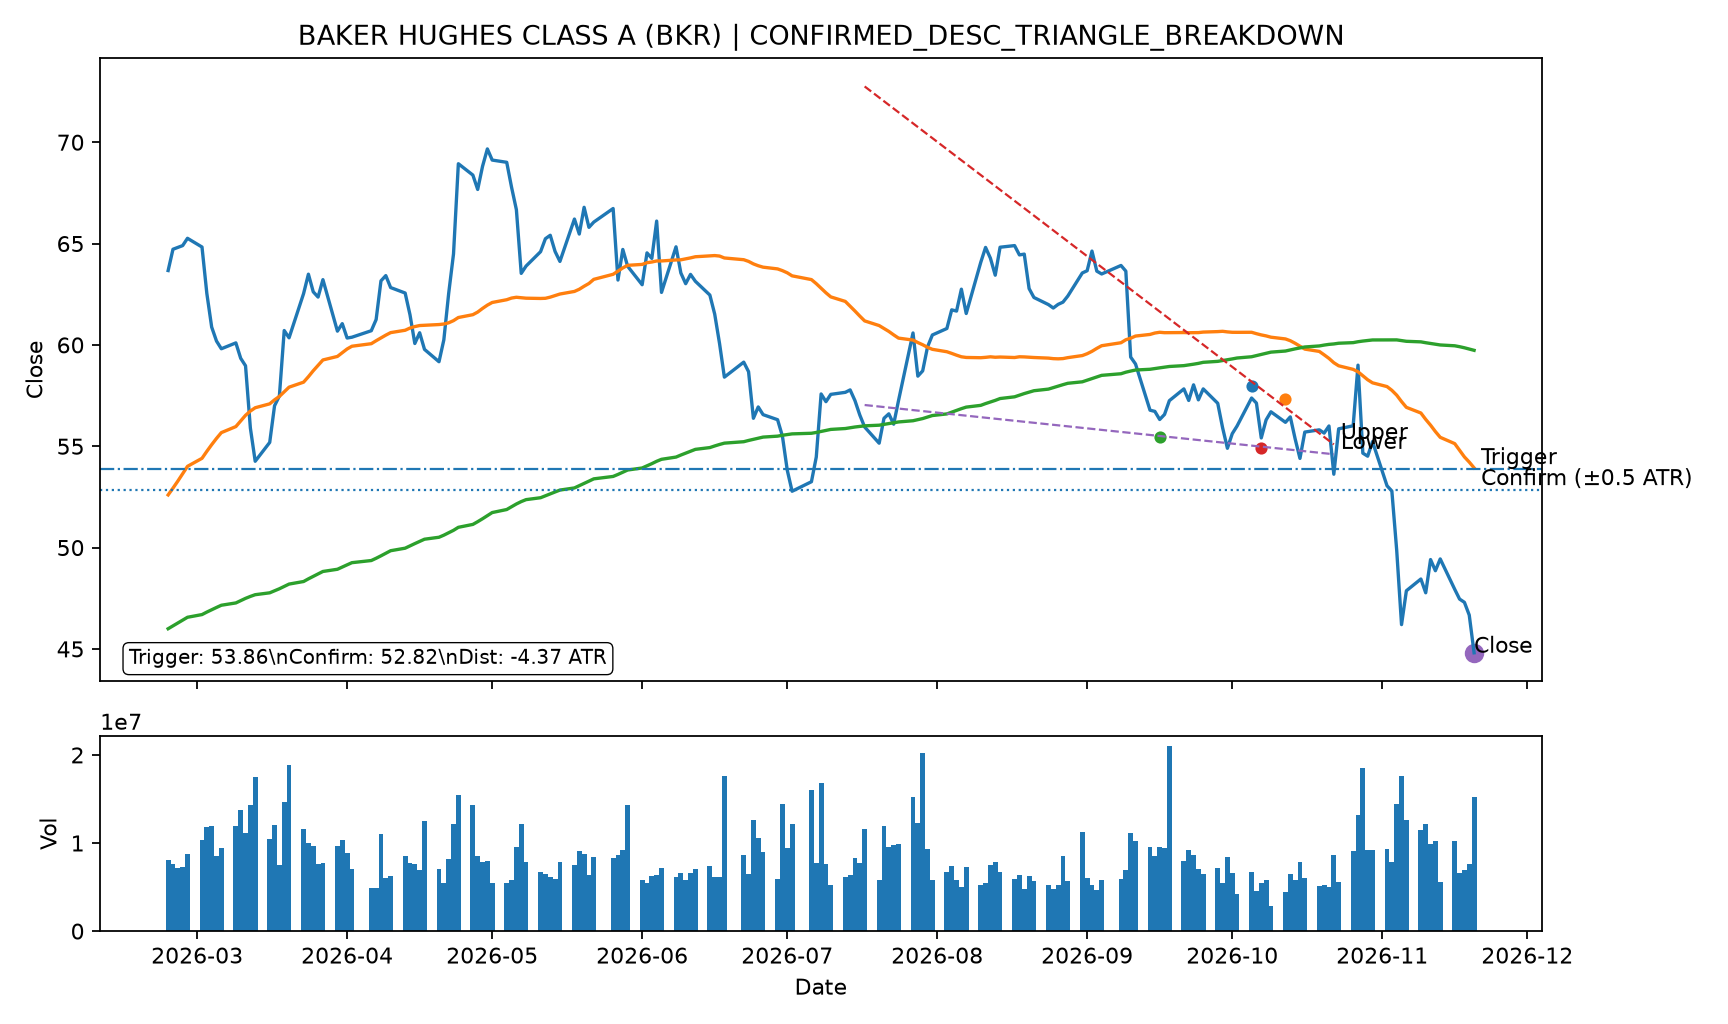 BAKER HUGHES CLASS A (BKR) | CONFIRMED_DESC_TRIANGLE_BREAKDOWN
Close
70
65
60
55
50
45
Upper
Lower
Trigger
Confirm (±0.5 ATR)
Close
Trigger: 53.86\nConfirm: 52.82\nDist: -4.37 ATR
1e7
Vol
2
1
0
2026-03 2026-04 2026-05 2026-06 2026-07 2026-08 2026-09 2026-10 2026-11 2026-12
Date